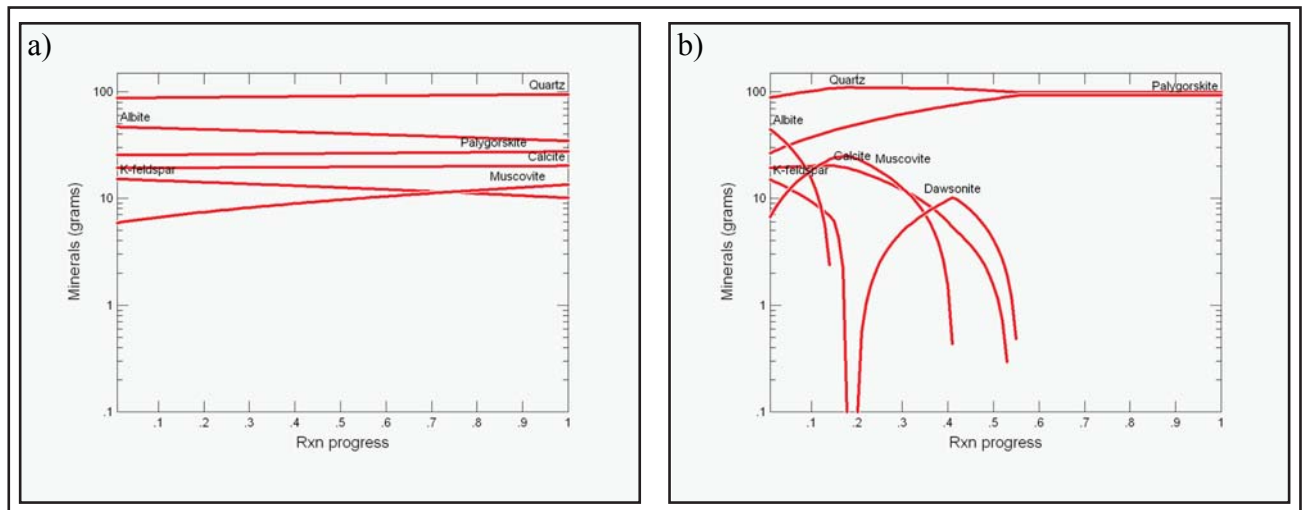 a)
Minerals (grams)
100
10
1
.1
Quartz
Albite
Palygorskite
Calcite
K-feldspar
Muscovite
.1 .2 .3 .4 .5 .6 .7 .8 .9 1
Rxn progress
b)
Minerals (grams)
100
10
1
.1
Quartz
Palygorskite
Albite
Calcite
Muscovite
K-feldspar
Dawsonite
.1 .2 .3 .4 .5 .6 .7 .8 .9 1
Rxn progress